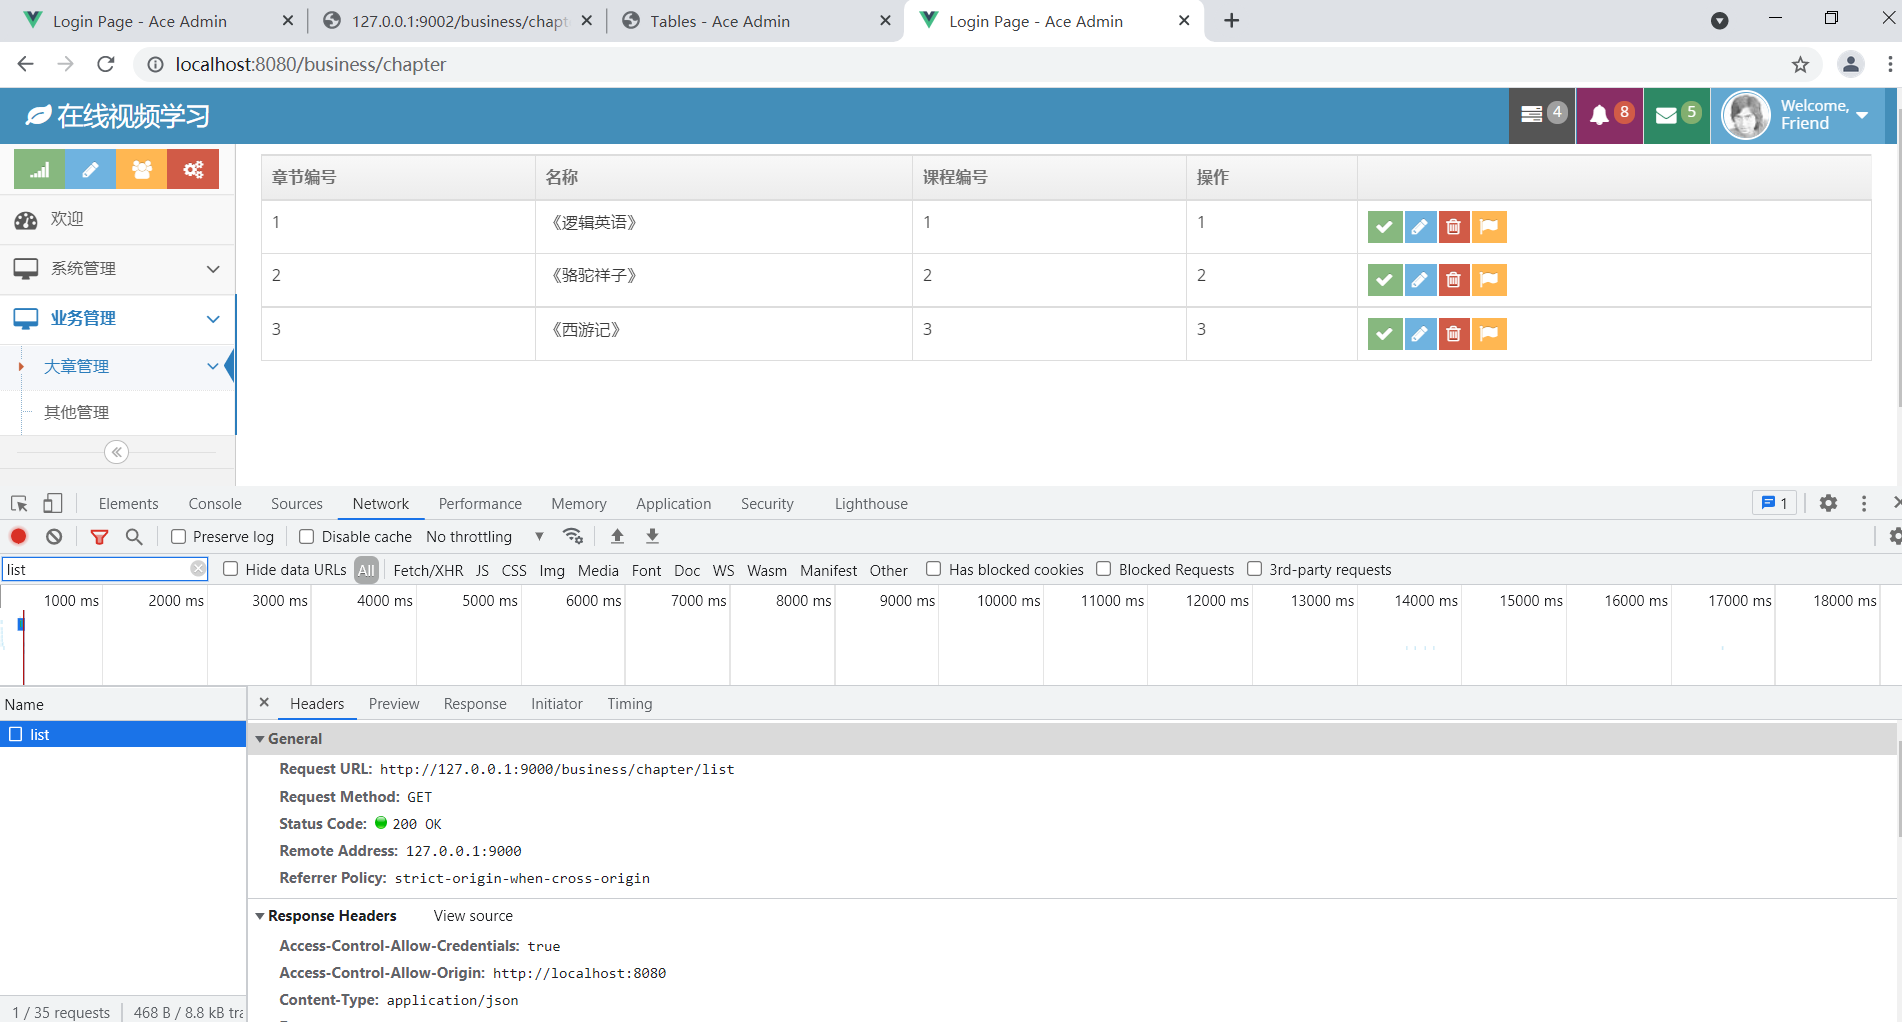 Login Page - Ace Admin
127.0.0.1:9002/business/chapt
Tables - Ace Admin
Login Page - Ace Admin
localhost:8080/business/chapter
在线视频学习
4
8
5
Welcome,
Friend
欢迎
系统管理
业务管理
大章管理
其他管理
章节编号 名称 课程编号 操作
1 《逻辑英语》 1 1
2 《骆驼祥子》 2 2
3 《西游记》 3 3
Elements Console Sources Network Performance Memory Application Security Lighthouse 1
Preserve log Disable cache No throttling
list Hide data URLs All Fetch/XHR JS CSS Img Media Font Doc WS Wasm Manifest Other Has blocked cookies Blocked Requests 3rd-party requests
1000 ms 2000 ms 3000 ms 4000 ms 5000 ms 6000 ms 7000 ms 8000 ms 9000 ms 10000 ms 11000 ms 12000 ms 13000 ms 14000 ms 15000 ms 16000 ms 17000 ms 18000 ms
Name
list
1 / 35 requests 468 B / 8.8 kB tra
Headers Preview Response Initiator Timing
General
Request URL: http://127.0.0.1:9000/business/chapter/list
Request Method: GET
Status Code: 200 OK
Remote Address: 127.0.0.1:9000
Referrer Policy: strict-origin-when-cross-origin
Response Headers View source
Access-Control-Allow-Credentials: true
Access-Control-Allow-Origin: http://localhost:8080
Content-Type: application/json